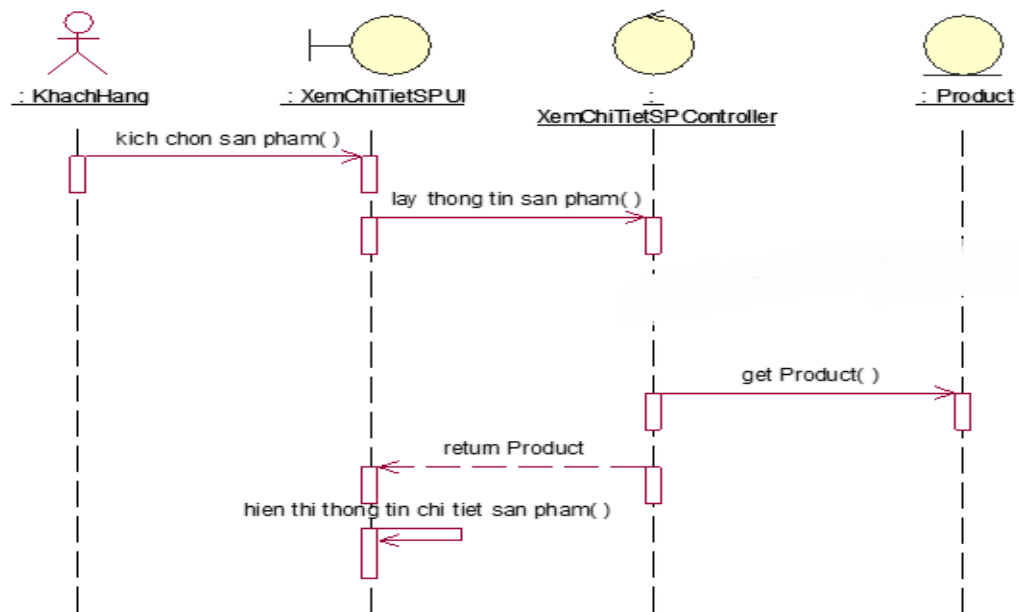 : KhachHang
: XemChiTietSPUI
:
XemChiTietSPController
: Product
kich chon san pham( )
lay thong tin san pham( )
get Product( )
return Product
hien thi thong tin chi tiet san pham( )